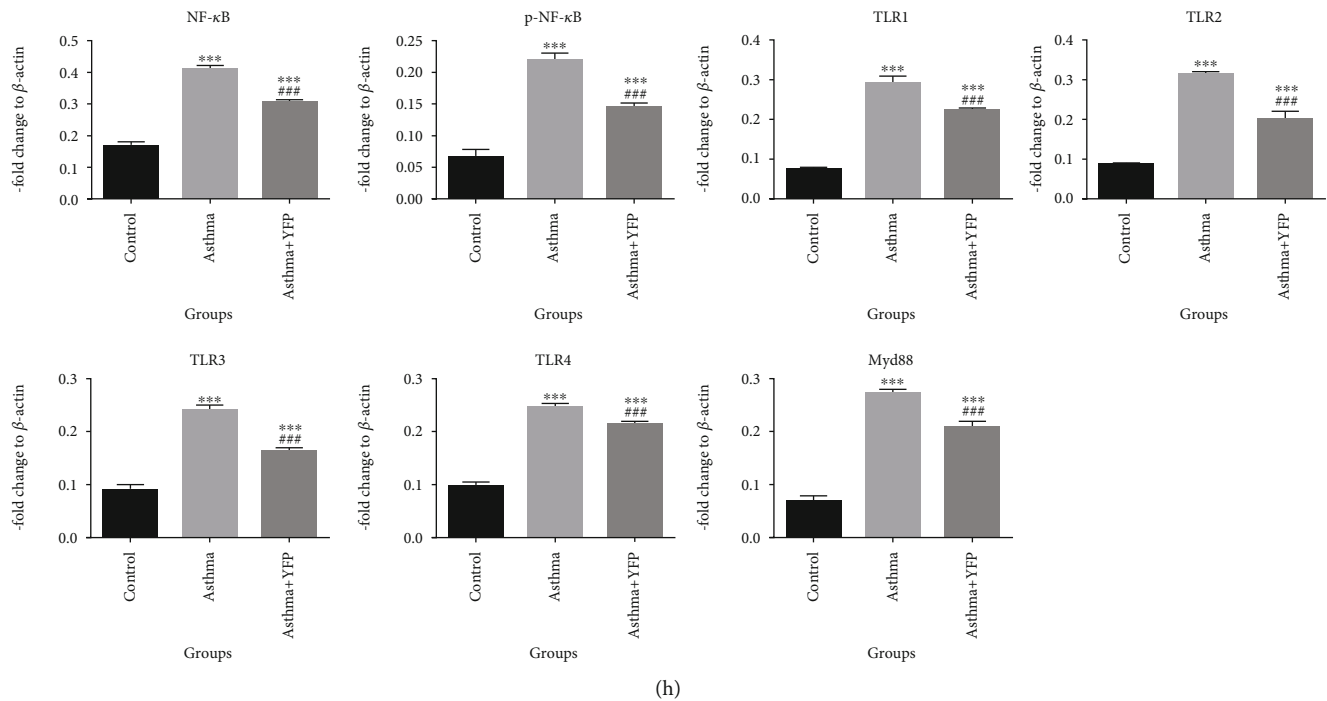 NF-κB
-fold change to β-actin
0.5
0.4
0.3
0.2
0.1
0.0
***
***
###
Control
Asthma
Asthma+YFP
Groups
p-NF-κB
-fold change to β-actin
0.25
0.20
0.15
0.10
0.05
0.00
***
***
###
Control
Asthma
Asthma+YFP
Groups
TLR1
-fold change to β-actin
0.4
0.3
0.2
0.1
0.0
***
***
###
Control
Asthma
Asthma+YFP
Groups
TLR2
-fold change to β-actin
0.4
0.3
0.2
0.1
0.0
***
***
###
Control
Asthma
Asthma+YFP
Groups
TLR3
-fold change to β-actin
0.3
0.2
0.1
0.0
***
***
###
Control
Asthma
Asthma+YFP
Groups
TLR4
-fold change to β-actin
0.3
0.2
0.1
0.0
***
***
###
Control
Asthma
Asthma+YFP
Groups
Myd88
-fold change to β-actin
0.3
0.2
0.1
0.0
***
***
###
Control
Asthma
Asthma+YFP
Groups
(h)